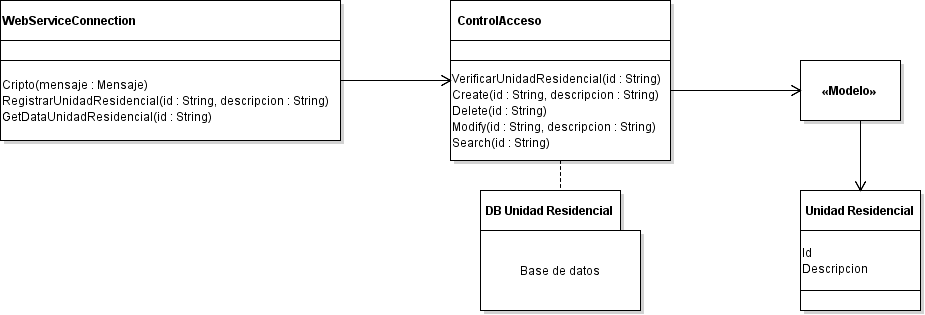 WebServiceConnection
Cripto(mensaje : Mensaje)
RegistrarUnidadResidencial(id : String, descripcion : String)
GetDataUnidadResidencial(id : String)
ControlAcceso
VerificarUnidadResidencial(id : String)
Create(id : String, descripcion : String)
Delete(id : String)
Modify(id : String, descripcion : String)
Search(id : String)
«Modelo»
DB Unidad Residencial
Base de datos
Unidad Residencial
Id
Descripcion